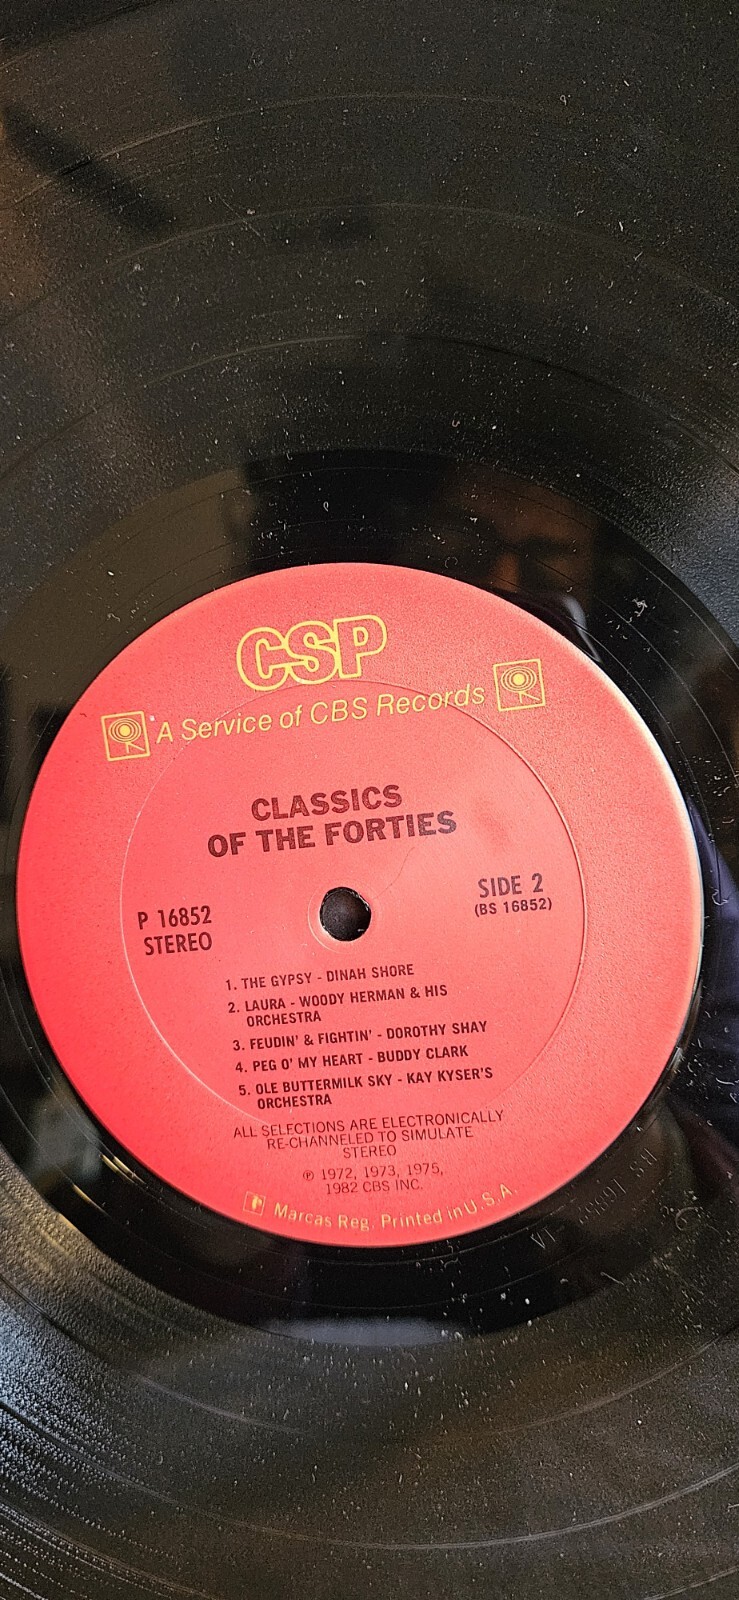 CSP
A Service of CBS Records
CLASSICS
OF THE FORTIES
P 16852
STEREO
SIDE 2
(BS 16852)
1. THE GYPSY - DINAH SHORE
2. LAURA - WOODY HERMAN & HIS
ORCHESTRA
3. FEUDIN' & FIGHTIN' - DOROTHY SHAY
4. PEG O' MY HEART - BUDDY CLARK
5. OLE BUTTERMILK SKY - KAY KYSER'S
ORCHESTRA
ALL SELECTIONS ARE ELECTRONICALLY
RE-CHANNELED TO SIMULATE
STEREO
℗ 1972, 1973, 1975,
1982 CBS INC.
Marcas Reg. Printed in U.S.A.